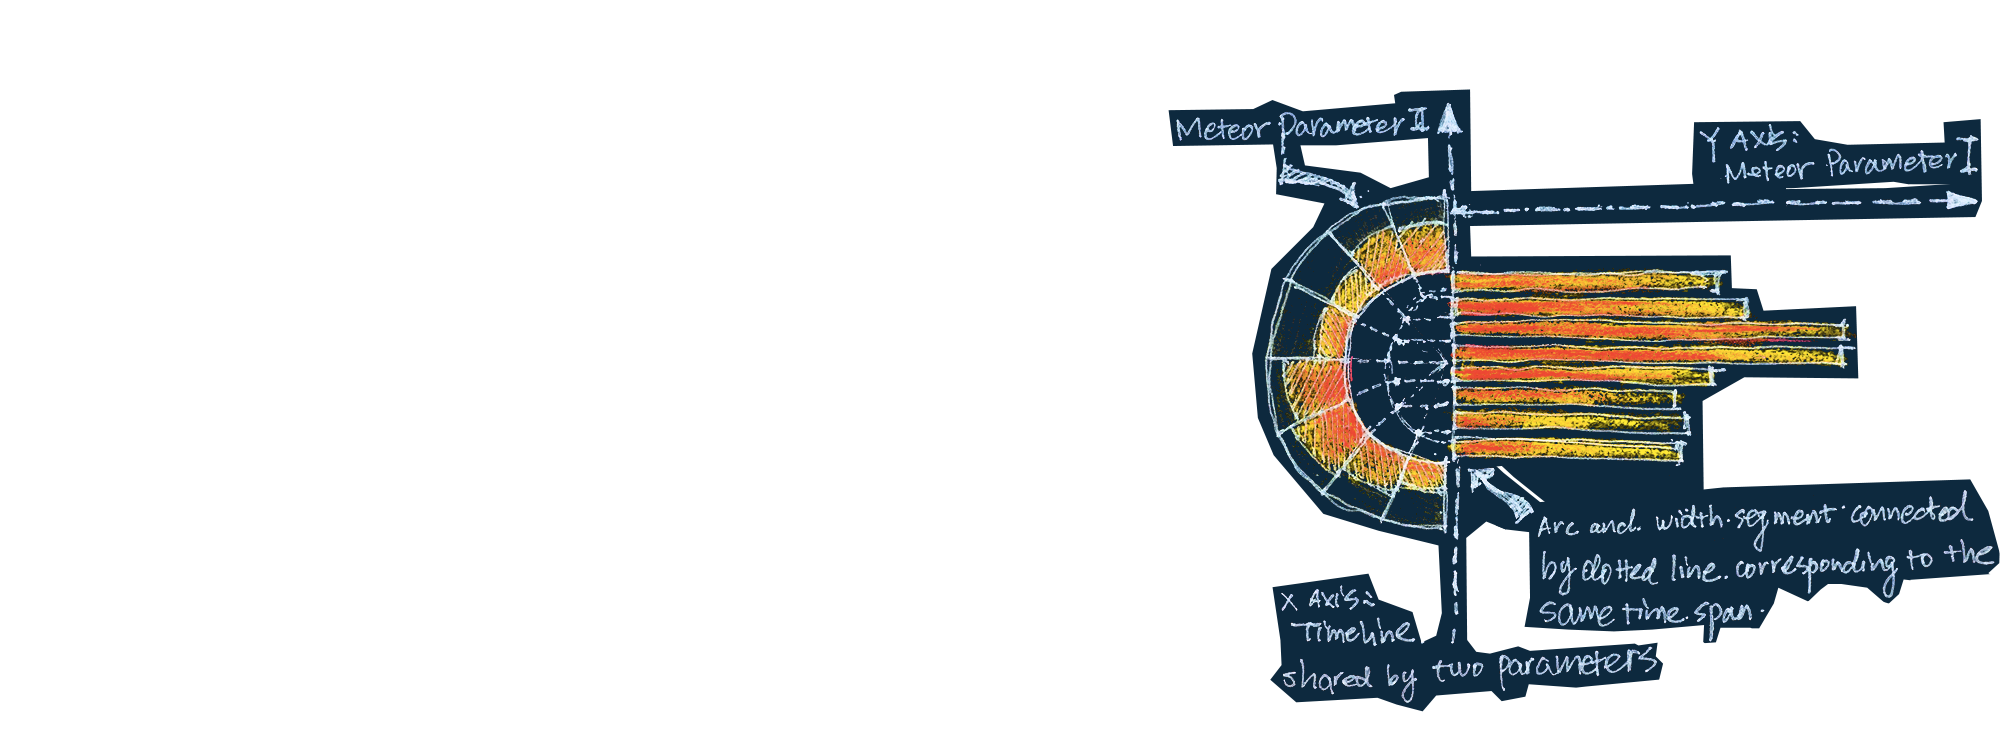 Meteor Parameter II
Y Axis:
Meteor Parameter I
Arc and width segment connected
by dotted line corresponding to the
same time span.
X Axis:
Timeline
shared by two parameters